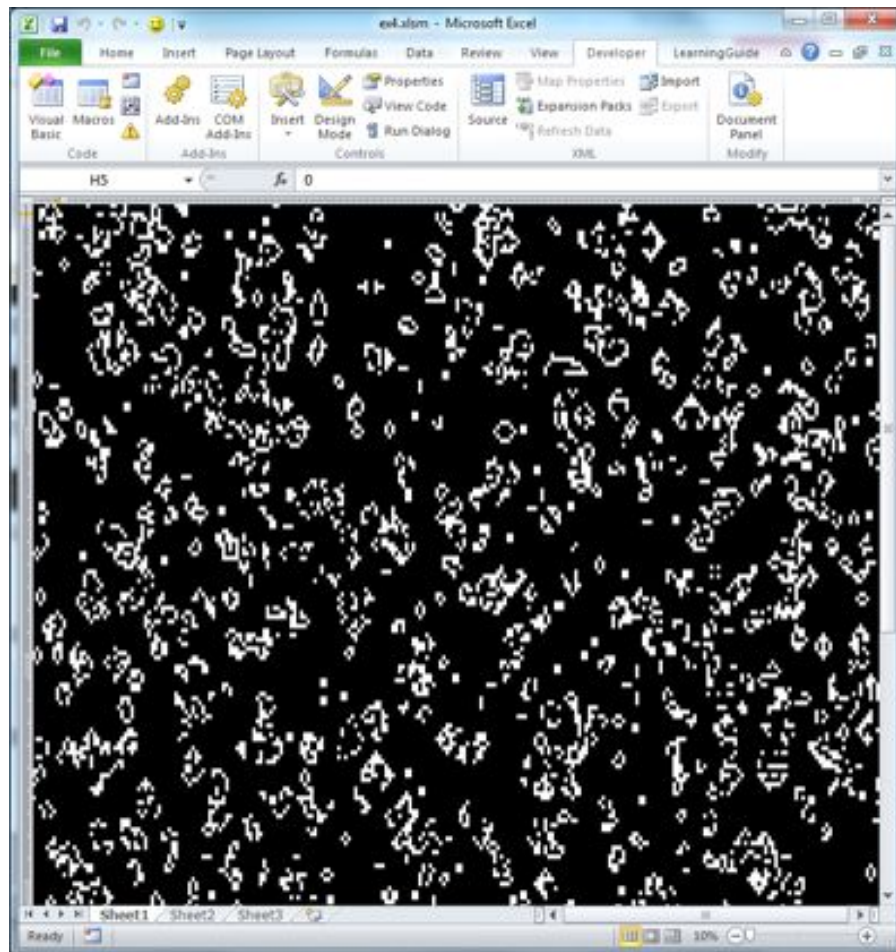 ex4.xlsm - Microsoft Excel
File Home Insert Page Layout Formulas Data Review View Developer LearningGuide
Visual Basic Macros Add-Ins COM Add-Ins Insert Design Mode Properties View Code Run Dialog Source Map Properties Expansion Packs Refresh Data Import Export Document Panel
Code Add-Ins Controls XML Modify
H5 fx 0
Sheet1 Sheet2 Sheet3
Ready 10%